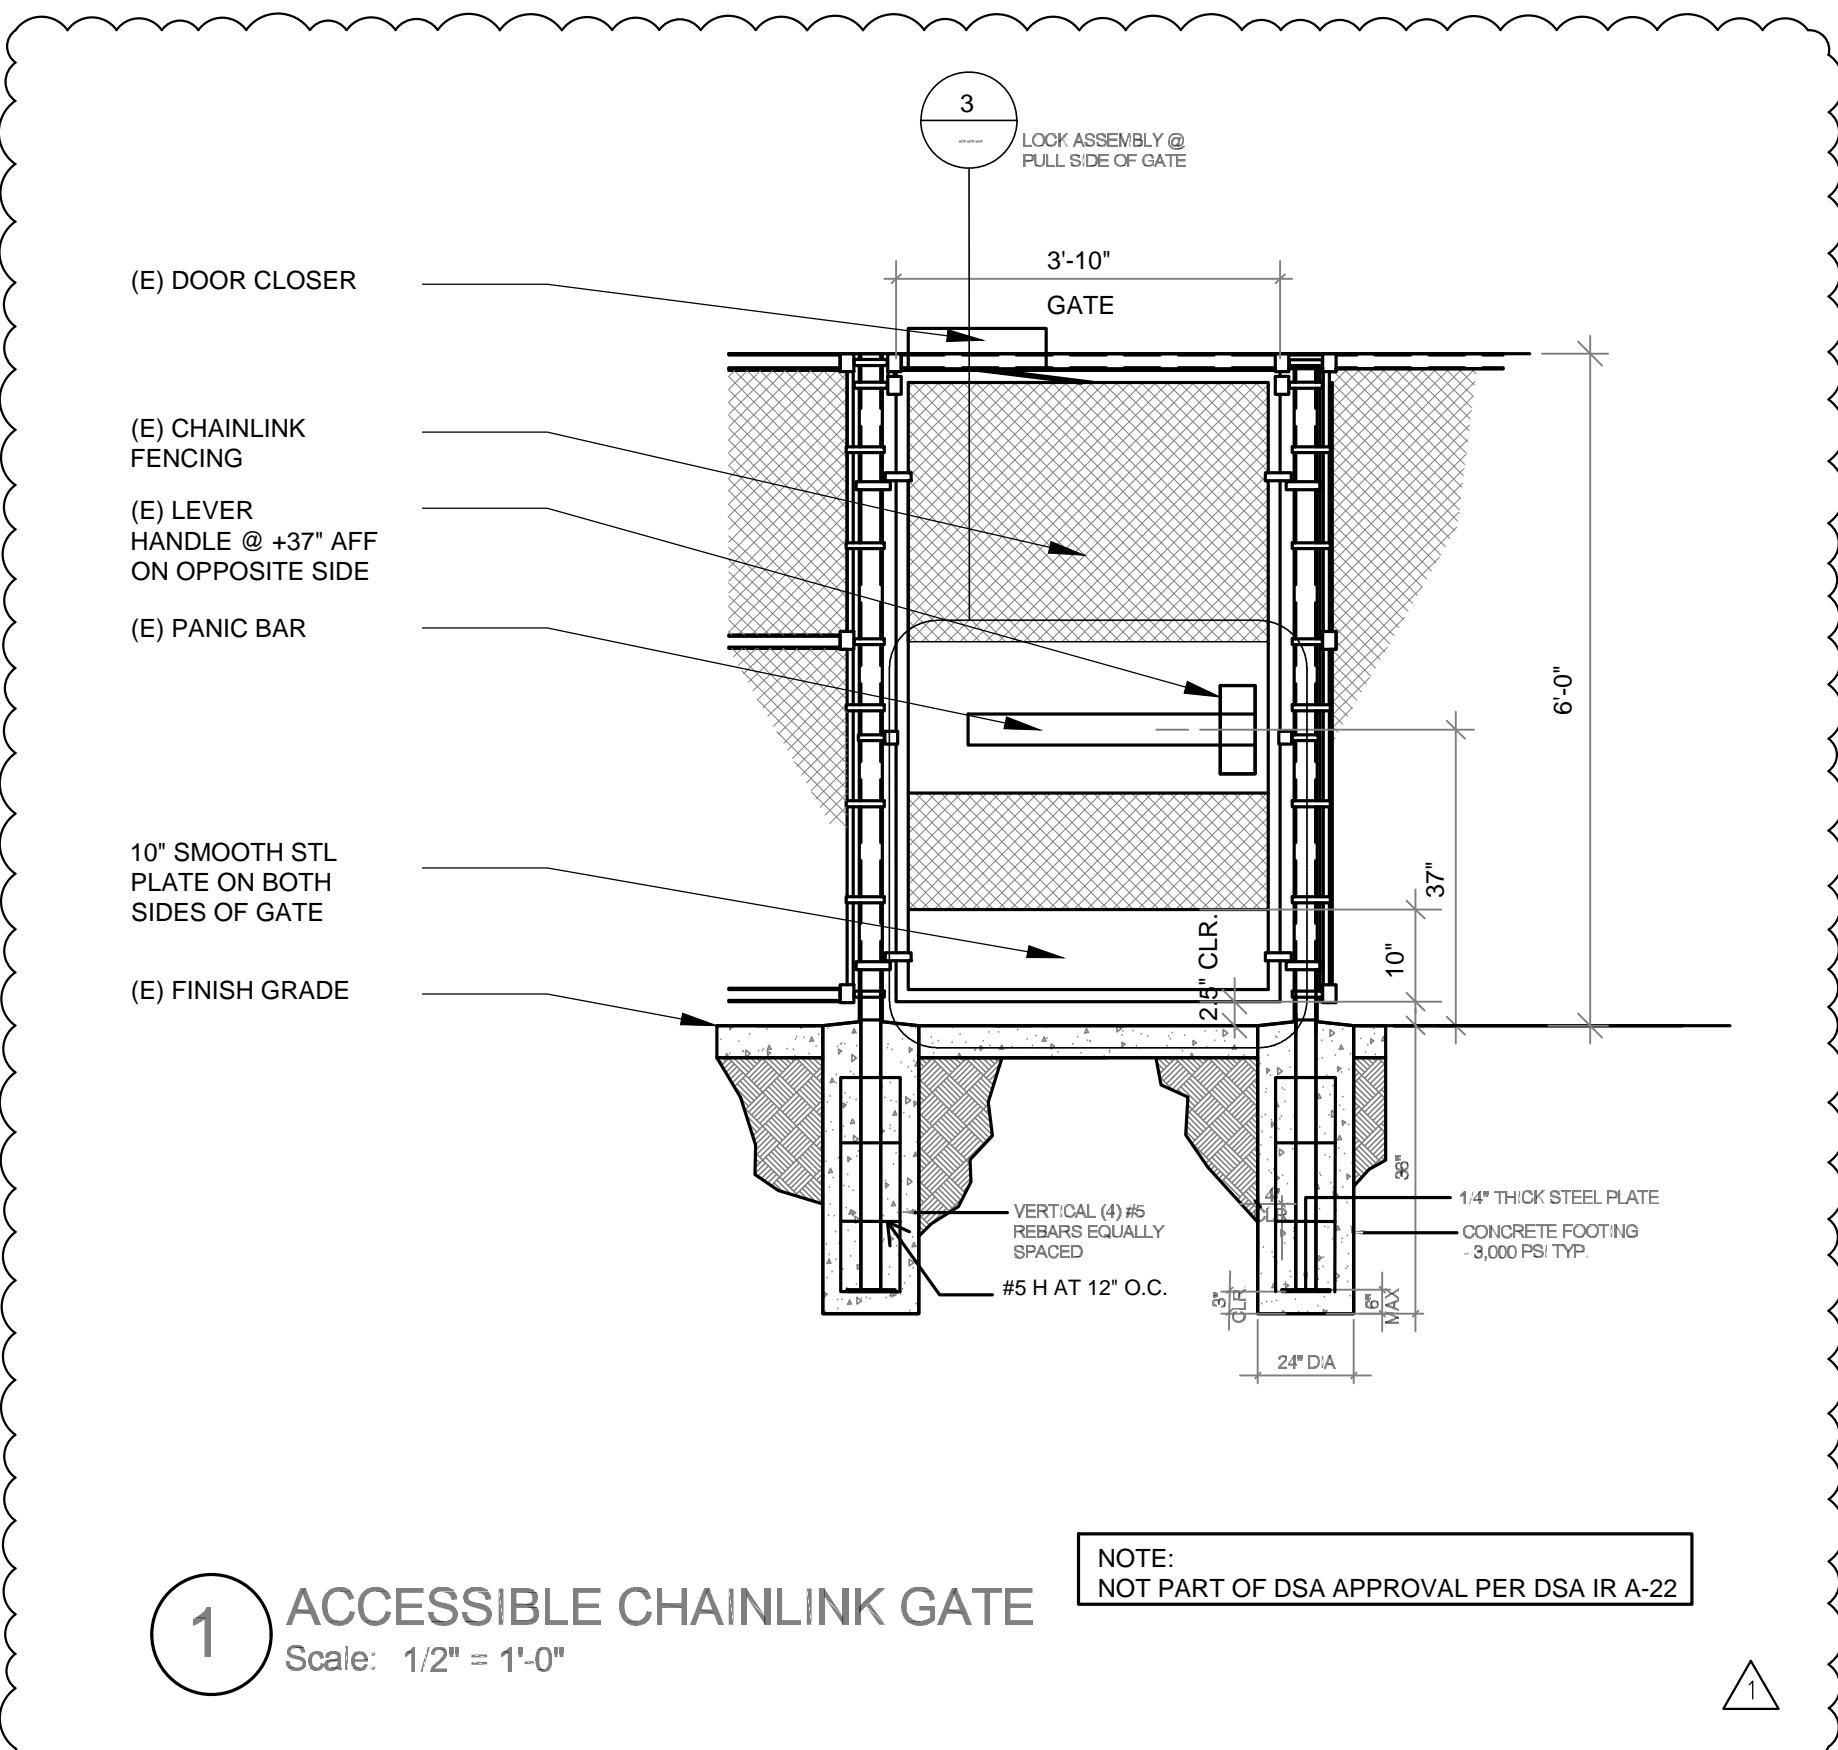 3
---
LOCK ASSEMBLY @
PULL SIDE OF GATE
3'-10"
GATE
(E) DOOR CLOSER
(E) CHAINLINK
FENCING
(E) LEVER
HANDLE @ +37" AFF
ON OPPOSITE SIDE
(E) PANIC BAR
6'-0"
37"
10" SMOOTH STL
PLATE ON BOTH
SIDES OF GATE
2.5" CLR.
10"
(E) FINISH GRADE
4"
CLR
1/4" THICK STEEL PLATE
VERTICAL (4) #5
REBARS EQUALLY
SPACED
CONCRETE FOOTING
- 3,000 PSI TYP.
#5 H AT 12" O.C.
3"
CLR
6"
MAX
24" DIA
NOTE:
NOT PART OF DSA APPROVAL PER DSA IR A-22
1
ACCESSIBLE CHAINLINK GATE
Scale: 1/2" = 1'-0"
1